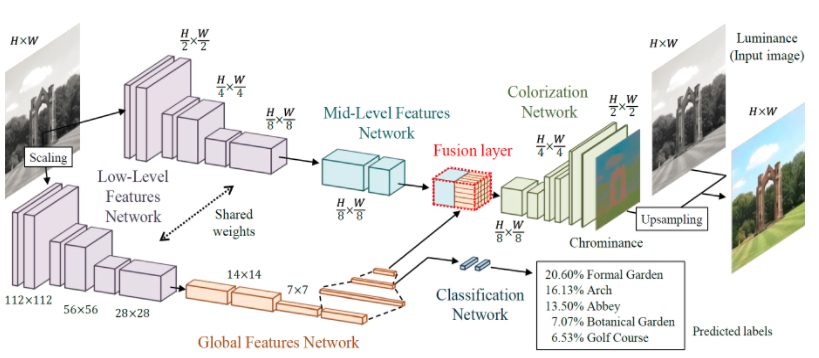 H×W
H/2 × W/2
H/4 × W/4
H/8 × W/8
Scaling
Low-Level
Features
Network
Mid-Level Features
Network
H/8 × W/8
Fusion layer
Colorization
Network
H/8 × W/8
H/4 × W/4
H/2 × W/2
Chrominance
H×W
Luminance
(Input image)
H×W
Upsampling
Shared
weights
112×112
56×56
28×28
14×14
7×7
Global Features Network
Classification
Network
20.60% Formal Garden
16.13% Arch
13.50% Abbey
7.07% Botanical Garden
6.53% Golf Course
Predicted labels